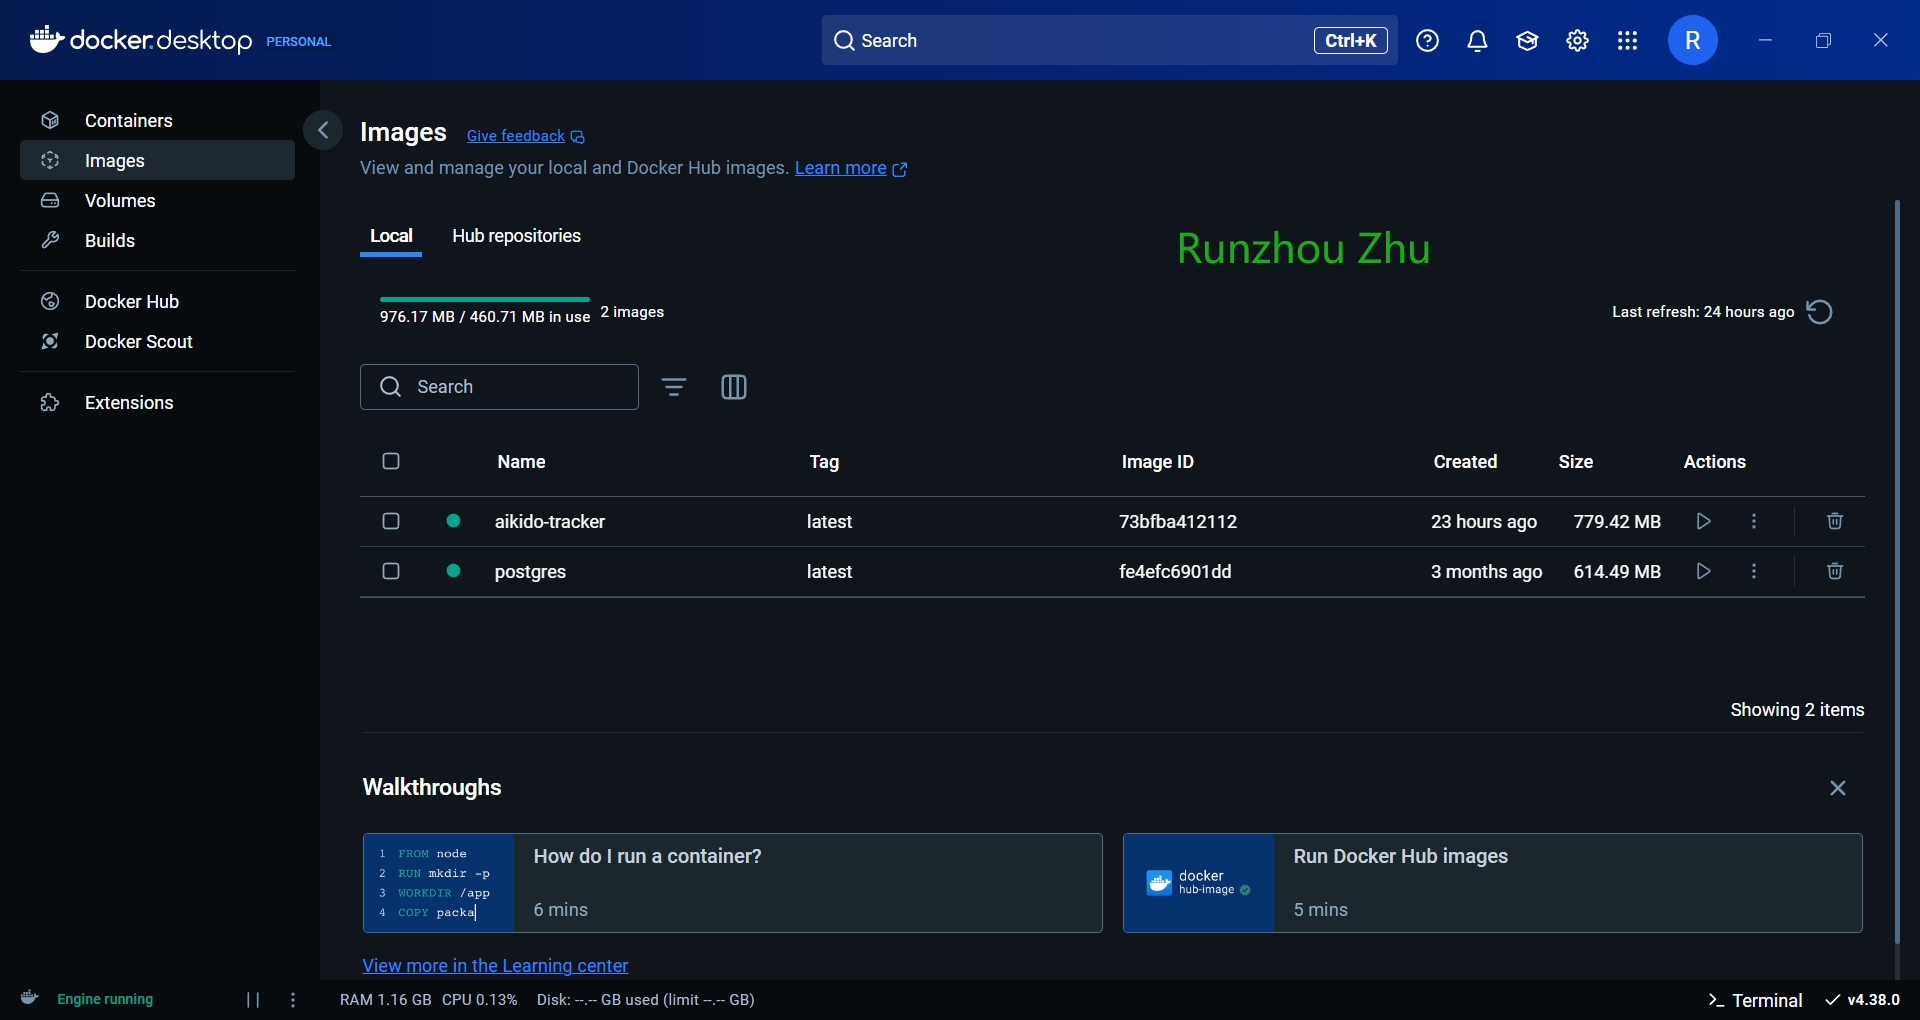 docker.desktop PERSONAL
Search Ctrl+K
R
Containers
Images
Volumes
Builds
Docker Hub
Docker Scout
Extensions
Images Give feedback
View and manage your local and Docker Hub images. Learn more
Local Hub repositories
Runzhou Zhu
976.17 MB / 460.71 MB in use 2 images
Last refresh: 24 hours ago
Search
Name Tag Image ID Created Size Actions
aikido-tracker latest 73bfba412112 23 hours ago 779.42 MB
postgres latest fe4efc6901dd 3 months ago 614.49 MB
Showing 2 items
Walkthroughs
1 FROM node
2 RUN mkdir -p
3 WORKDIR /app
4 COPY packa
How do I run a container?
6 mins
docker
hub-image
Run Docker Hub images
5 mins
View more in the Learning center
Engine running
RAM 1.16 GB CPU 0.13% Disk: --.-- GB used (limit --.-- GB)
>_ Terminal v4.38.0